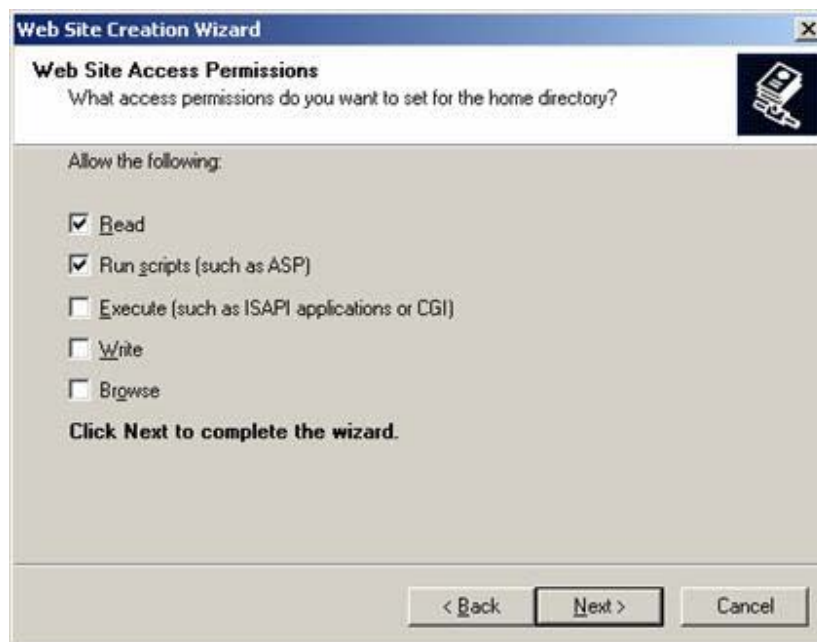 Web Site Creation Wizard
Web Site Access Permissions
What access permissions do you want to set for the home directory?
Allow the following:
Read
Run scripts (such as ASP)
Execute (such as ISAPI applications or CGI)
Write
Browse
Click Next to complete the wizard.
< Back Next > Cancel